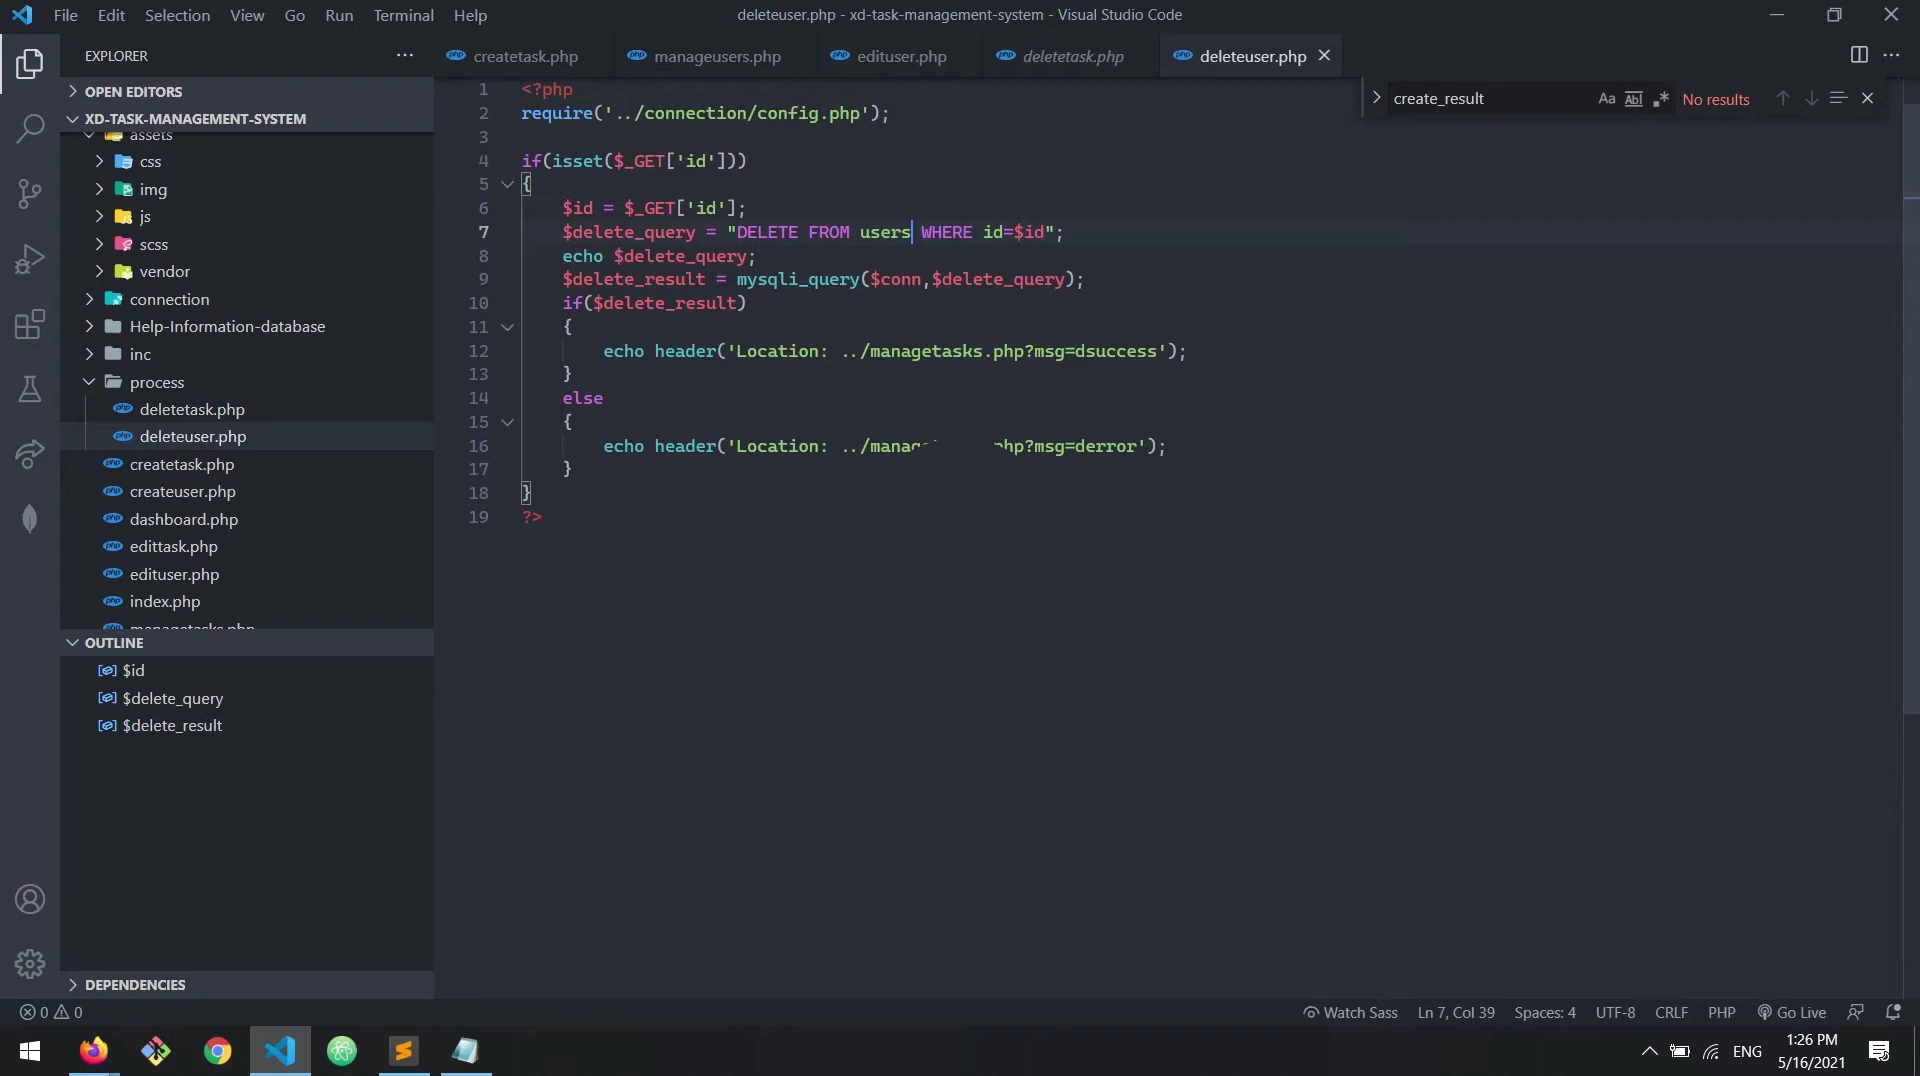 File Edit Selection View Go Run Terminal Help
deleteuser.php - xd-task-management-system - Visual Studio Code
EXPLORER
createtask.php
manageusers.php
edituser.php
deletetask.php
deleteuser.php
OPEN EDITORS
XD-TASK-MANAGEMENT-SYSTEM
assets
css
img
js
scss
vendor
connection
Help-Information-database
inc
process
deletetask.php
deleteuser.php
createtask.php
createuser.php
dashboard.php
edittask.php
edituser.php
index.php
OUTLINE
$id
$delete_query
$delete_result
DEPENDENCIES
create_result
Aa Abl .* No results
1 <?php
2 require('../connection/config.php');
3
4 if(isset($_GET['id']))
5 {
6 $id = $_GET['id'];
7 $delete_query = "DELETE FROM users WHERE id=$id";
8 echo $delete_query;
9 $delete_result = mysqli_query($conn,$delete_query);
10 if($delete_result)
11 {
12 echo header('Location: ../managetasks.php?msg=dsuccess');
13 }
14 else
15 {
16 echo header('Location: ../manag hp?msg=derror');
17 }
18 }
19 ?>
0 0
Watch Sass Ln 7, Col 39 Spaces: 4 UTF-8 CRLF PHP Go Live
ENG
1:26 PM
5/16/2021